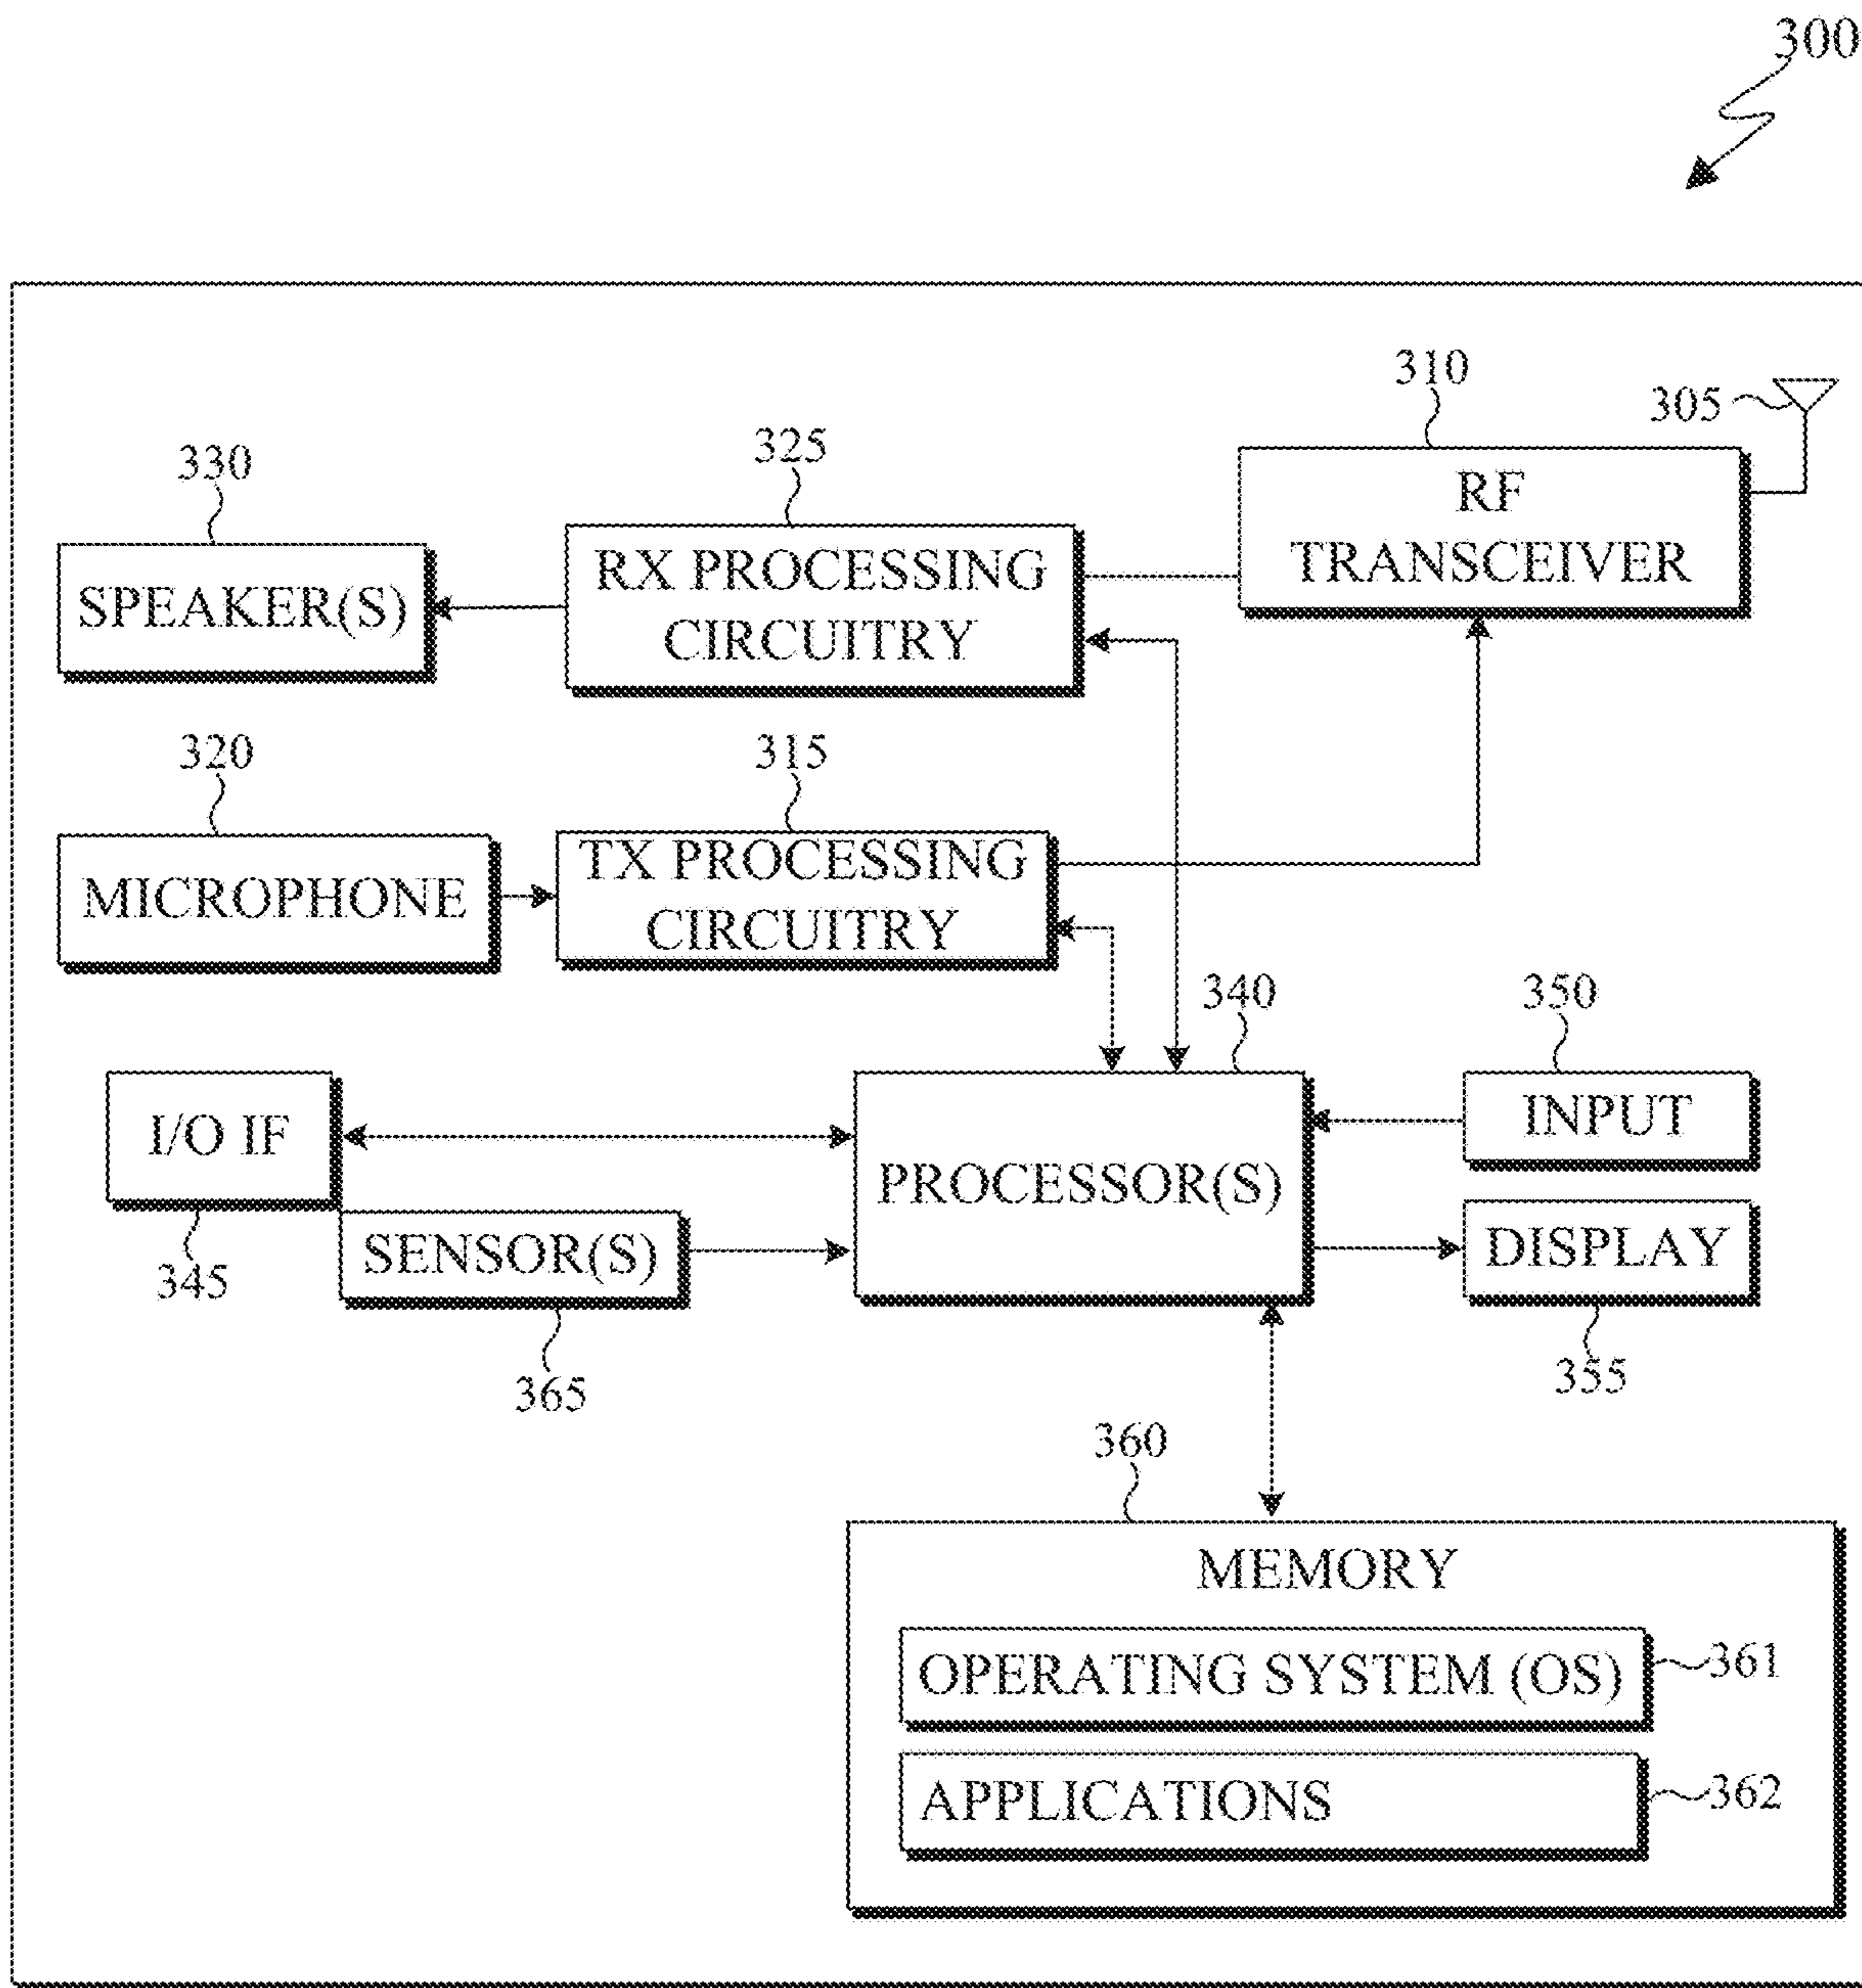 300
310
305
325
330
RF
TRANSCEIVER
RX PROCESSING
CIRCUITRY
SPEAKER(S)
320
315
TX PROCESSING
CIRCUITRY
MICROPHONE
340
350
I/O IF
INPUT
PROCESSOR(S)
SENSOR(S)
DISPLAY
345
365
355
360
MEMORY
OPERATING SYSTEM (OS)
361
APPLICATIONS
362